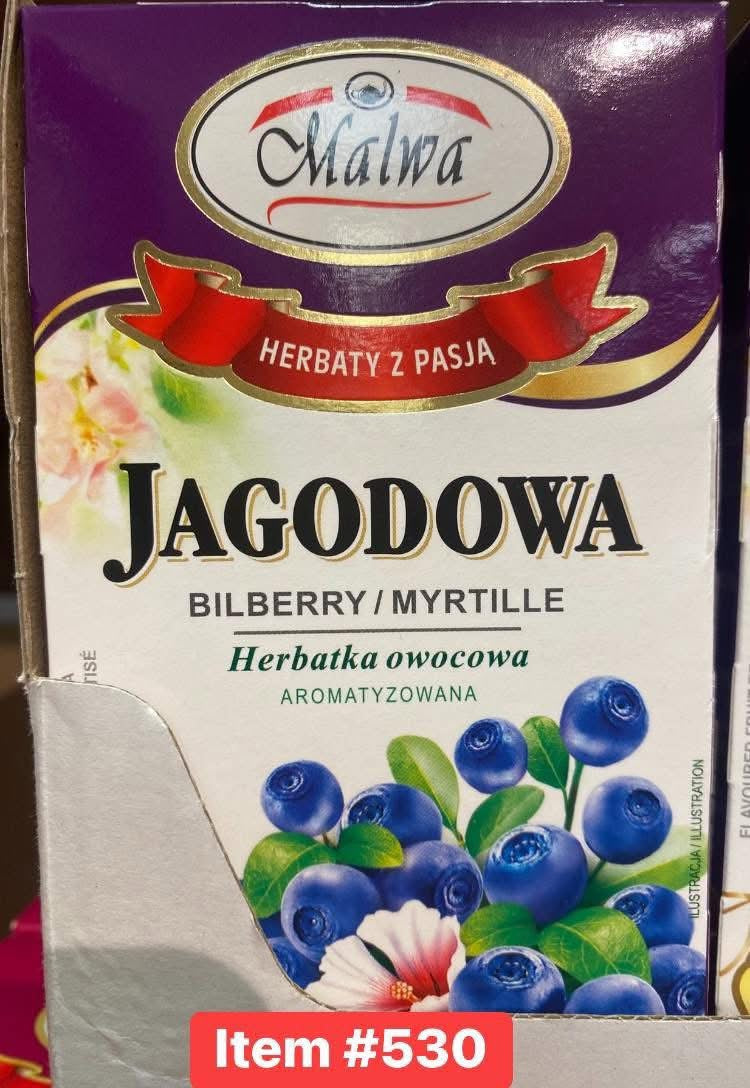 Malwa
HERBATY Z PASJĄ
JAGODOWA
BILBERRY / MYRTILLE
Herbatka owocowa
AROMATYZOWANA
ILUSTRACJA / ILLUSTRATION
Item #530